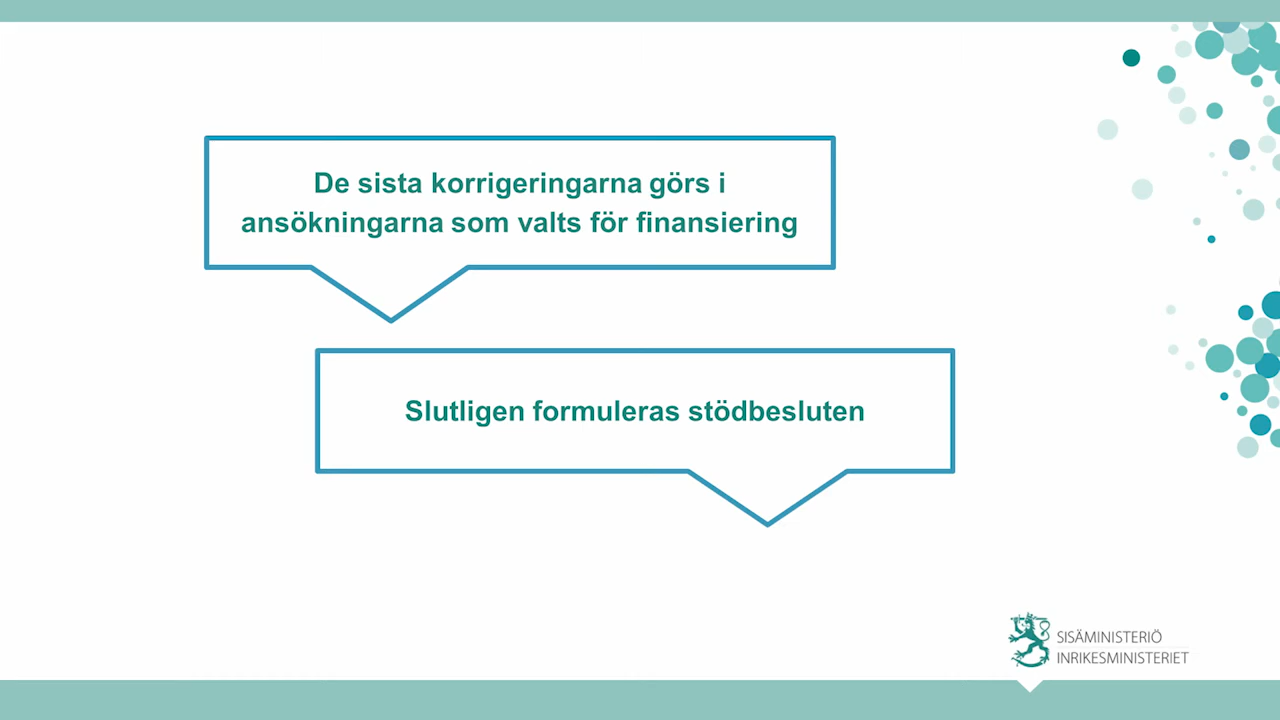 De sista korrigeringarna görs i
ansökningarna som valts för finansiering
Slutligen formuleras stödbesluten
SISÄMINISTERIÖ
INRIKESMINISTERIET